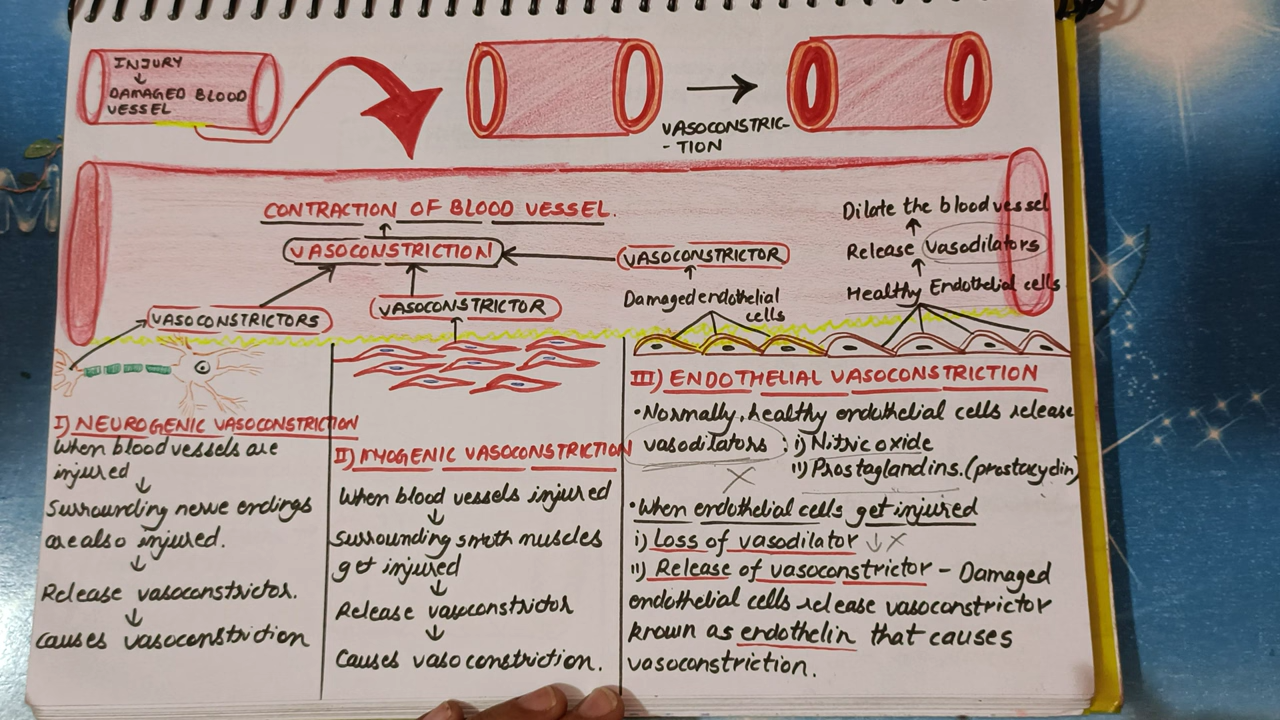 INJURY
↓
DAMAGED BLOOD
VESSEL
VASOCONSTRIC-
-TION
CONTRACTION OF BLOOD VESSEL.
VASOCONSTRICTION
VASOCONSTRICTORS
VASOCONSTRICTOR
VASOCONSTRICTOR
Damaged endothelial
cells
Dilate the blood vessel
Release vasodilators
Healthy Endothelial cells
I) NEUROGENIC VASOCONSTRICTION
When blood vessels are
injured
↓
Surrounding nerve endings
are also injured.
↓
Release vasoconstrictor.
↓
Causes vasoconstriction
II) MYOGENIC VASOCONSTRICTION
When blood vessels injured
↓
Surrounding smoth muscles
get injured
↓
Release vasoconstrictor
↓
Causes vasoconstriction.
III) ENDOTHELIAL VASOCONSTRICTION
•Normally, healthy endothelial cells release
vasodilators : i) Nitric oxide
ii) Prostaglandins.(prostacyclin)
•When endothelial cells get injured
i) Loss of vasodilator ↓ X
ii) Release of vasoconstrictor - Damaged
endothelial cells release vasoconstrictor
known as endothelin that causes
vasoconstriction.